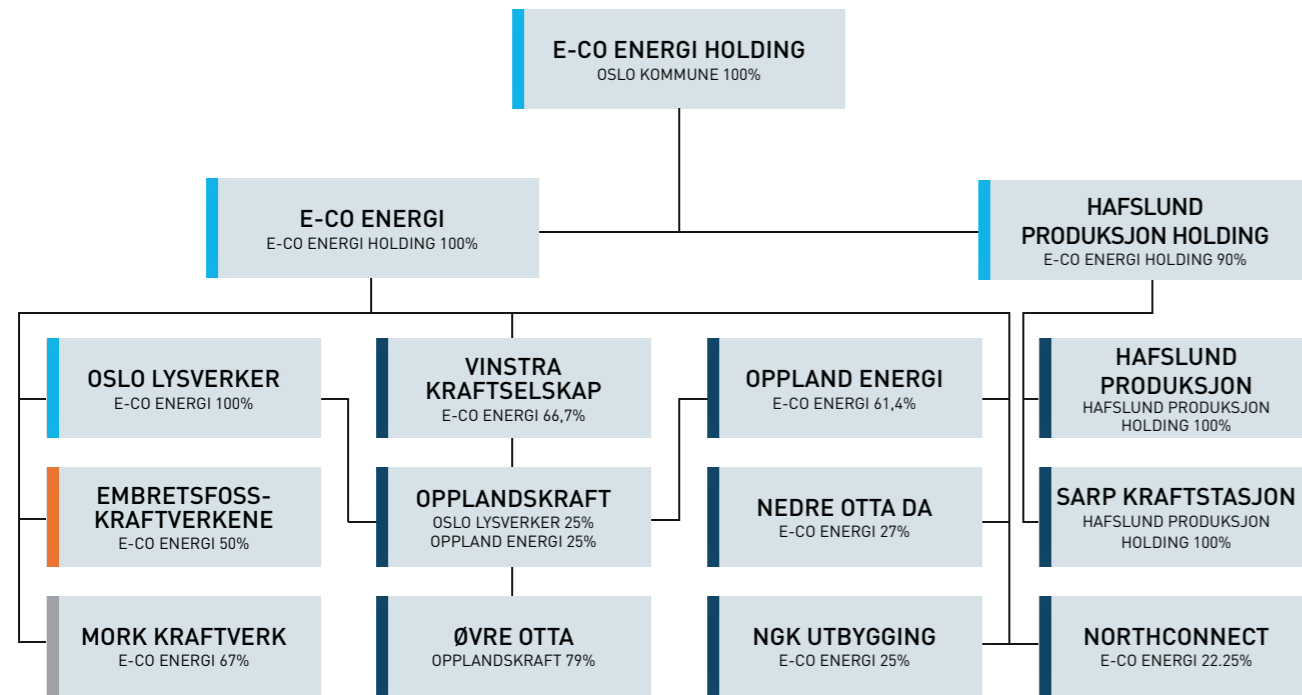 E-CO ENERGI HOLDING
OSLO KOMMUNE 100%
E-CO ENERGI
E-CO ENERGI HOLDING 100%
HAFSLUND
PRODUKSJON HOLDING
E-CO ENERGI HOLDING 90%
OSLO LYSVERKER
E-CO ENERGI 100%
VINSTRA
KRAFTSELSKAP
E-CO ENERGI 66,7%
OPPLAND ENERGI
E-CO ENERGI 61,4%
HAFSLUND
PRODUKSJON
HAFSLUND PRODUKSJON
HOLDING 100%
EMBRETSFOSS-
KRAFTVERKENE
E-CO ENERGI 50%
OPPLANDSKRAFT
OSLO LYSVERKER 25%
OPPLAND ENERGI 25%
NEDRE OTTA DA
E-CO ENERGI 27%
SARP KRAFTSTASJON
HAFSLUND PRODUKSJON
HOLDING 100%
MORK KRAFTVERK
E-CO ENERGI 67%
ØVRE OTTA
OPPLANDSKRAFT 79%
NGK UTBYGGING
E-CO ENERGI 25%
NORTHCONNECT
E-CO ENERGI 22.25%